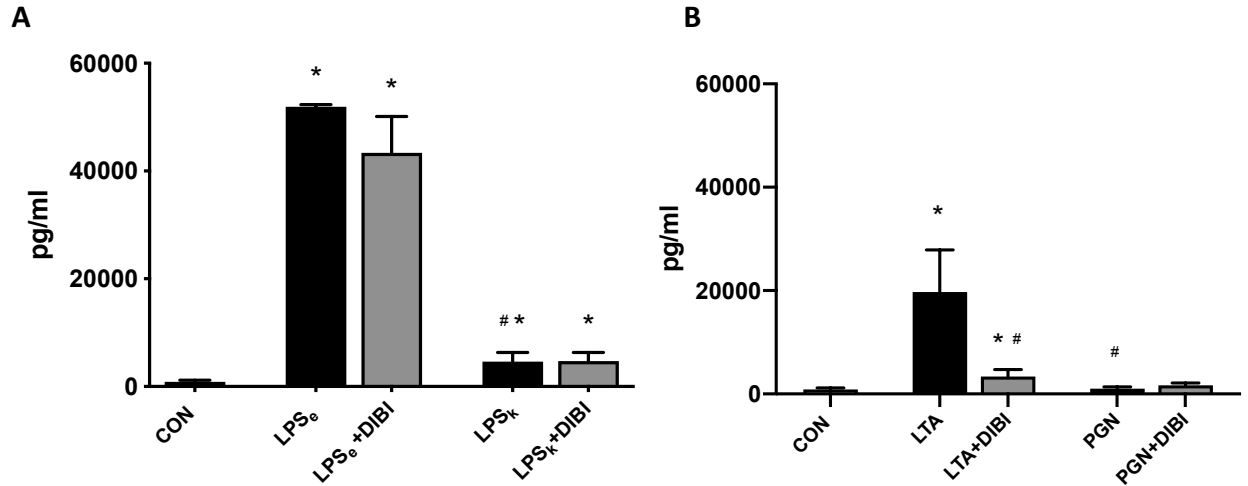 A
pg/ml
60000
40000
20000
0
*
*
# *
*
CON
LPSₑ
LPSₑ+DIBI
LPSₖ
LPSₖ+DIBI
B
pg/ml
60000
40000
20000
0
*
* #
#
CON
LTA
LTA+DIBI
PGN
PGN+DIBI